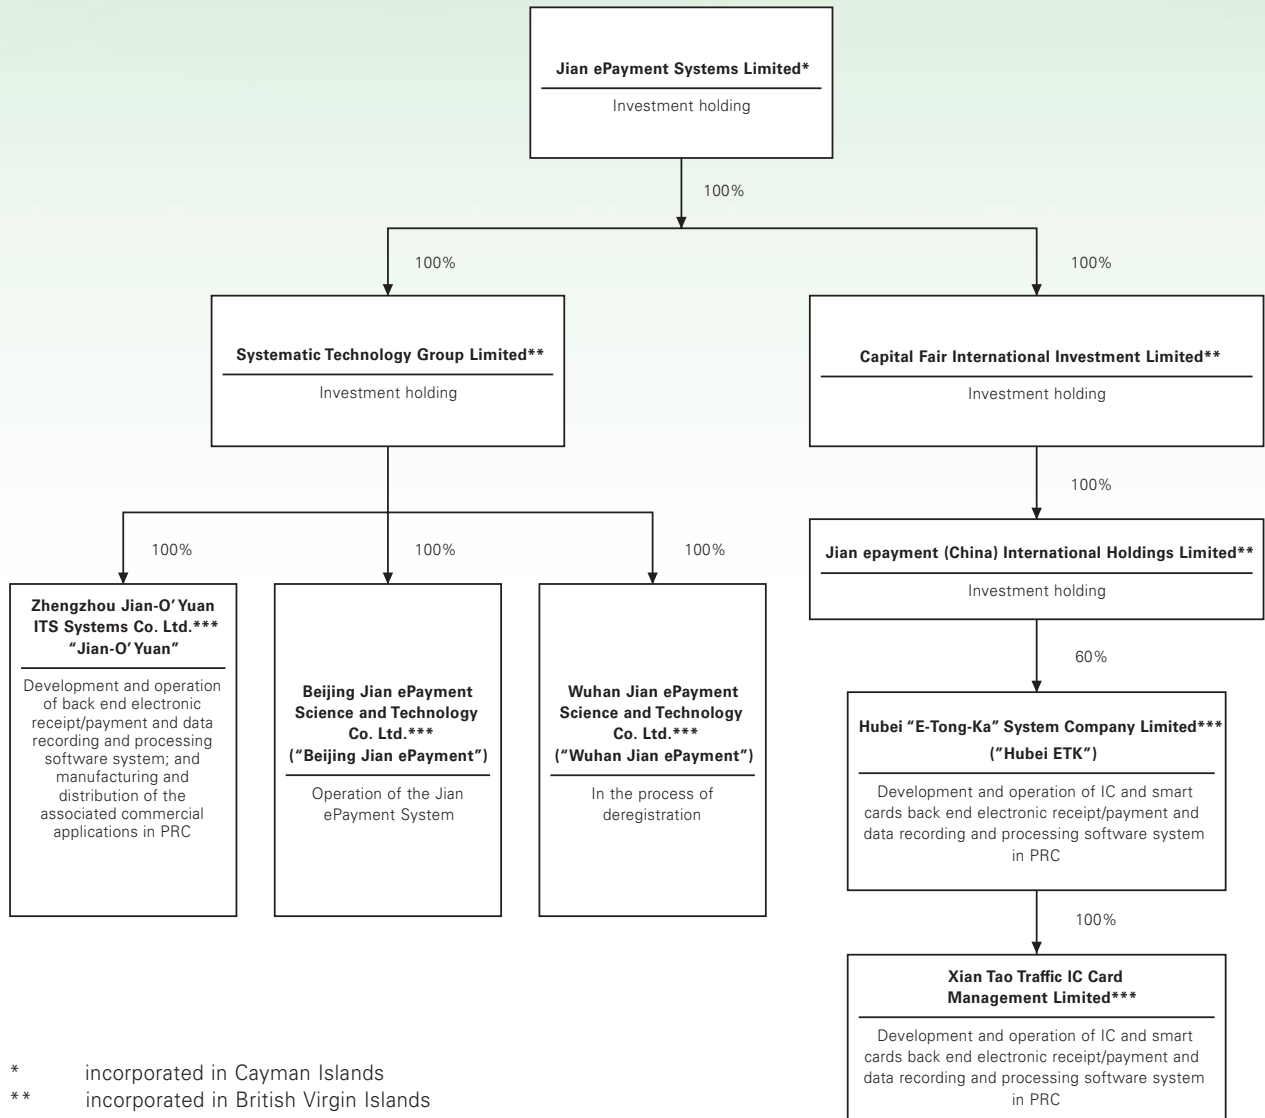 Jian ePayment Systems Limited*
Investment holding
100%
100%
100%
Systematic Technology Group Limited**
Investment holding
Capital Fair International Investment Limited**
Investment holding
100%
Jian epayment (China) International Holdings Limited**
Investment holding
100%
100%
100%
Zhengzhou Jian-O' Yuan
ITS Systems Co. Ltd.***
"Jian-O' Yuan"
Development and operation
of back end electronic
receipt/payment and data
recording and processing
software system; and
manufacturing and
distribution of the
associated commercial
applications in PRC
Beijing Jian ePayment
Science and Technology
Co. Ltd.***
("Beijing Jian ePayment")
Operation of the Jian
ePayment System
Wuhan Jian ePayment
Science and Technology
Co. Ltd.***
("Wuhan Jian ePayment")
In the process of
deregistration
60%
Hubei "E-Tong-Ka" System Company Limited***
("Hubei ETK")
Development and operation of IC and smart
cards back end electronic receipt/payment and
data recording and processing software system
in PRC
100%
Xian Tao Traffic IC Card
Management Limited***
Development and operation of IC and smart
cards back end electronic receipt/payment and
data recording and processing software system
in PRC
* incorporated in Cayman Islands
** incorporated in British Virgin Islands